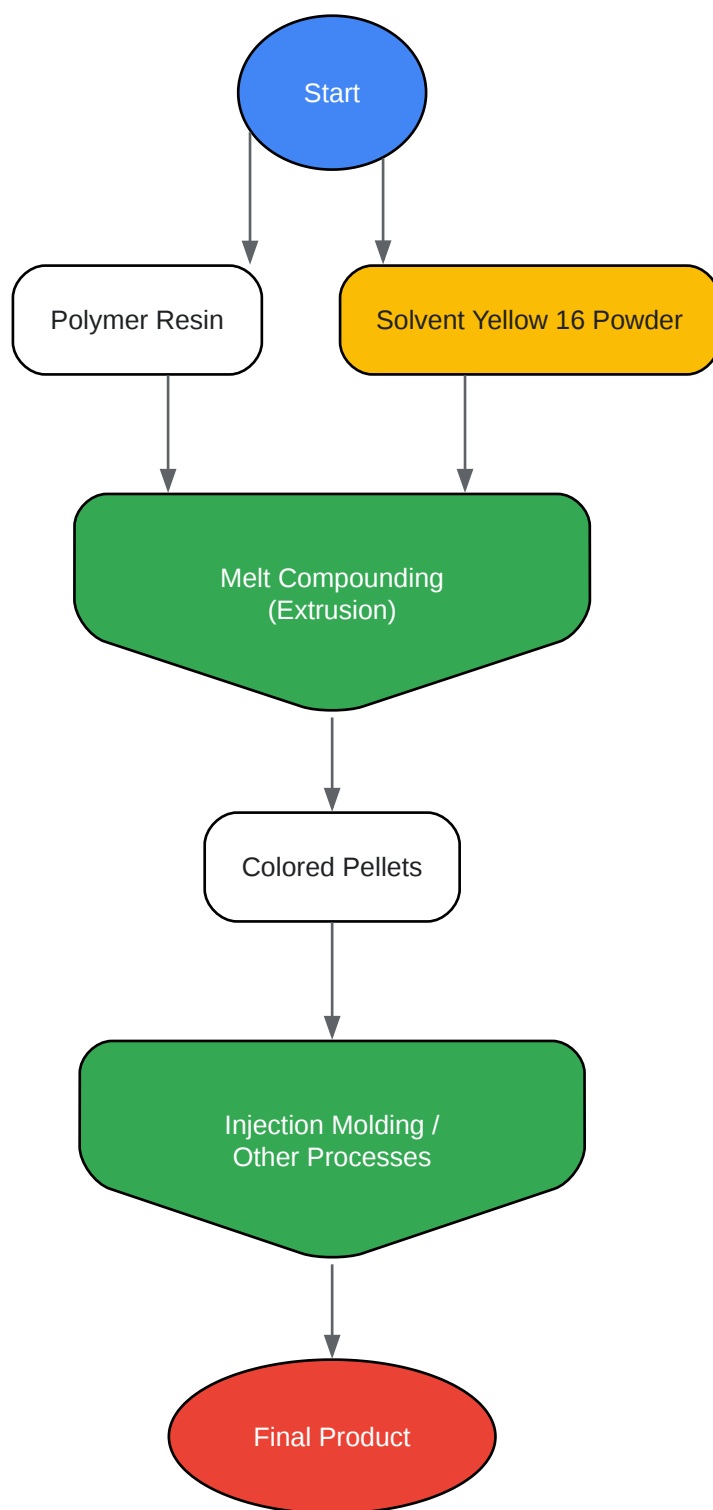 Start
Polymer Resin
Solvent Yellow 16 Powder
Melt Compounding
(Extrusion)
Colored Pellets
Injection Molding /
Other Processes
Final Product